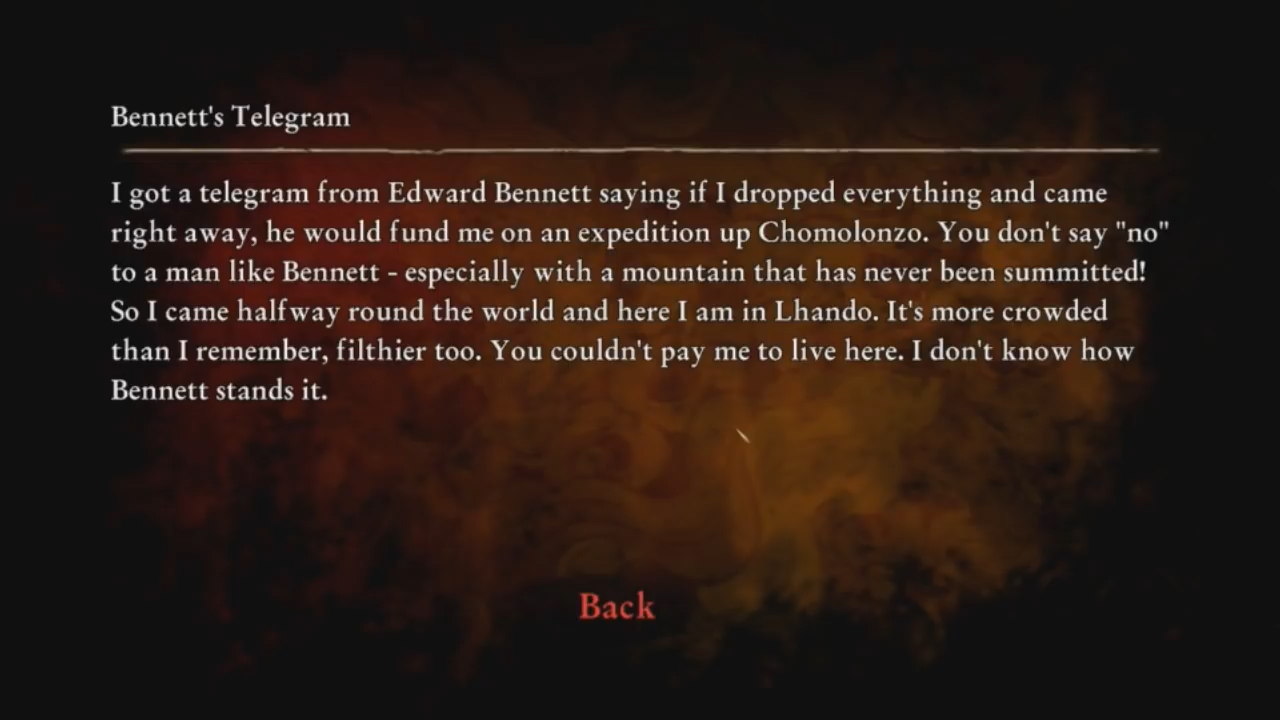 Bennett's Telegram
I got a telegram from Edward Bennett saying if I dropped everything and came
right away, he would fund me on an expedition up Chomolonzo. You don't say "no"
to a man like Bennett - especially with a mountain that has never been summitted!
So I came halfway round the world and here I am in Lhando. It's more crowded
than I remember, filthier too. You couldn't pay me to live here. I don't know how
Bennett stands it.
Back